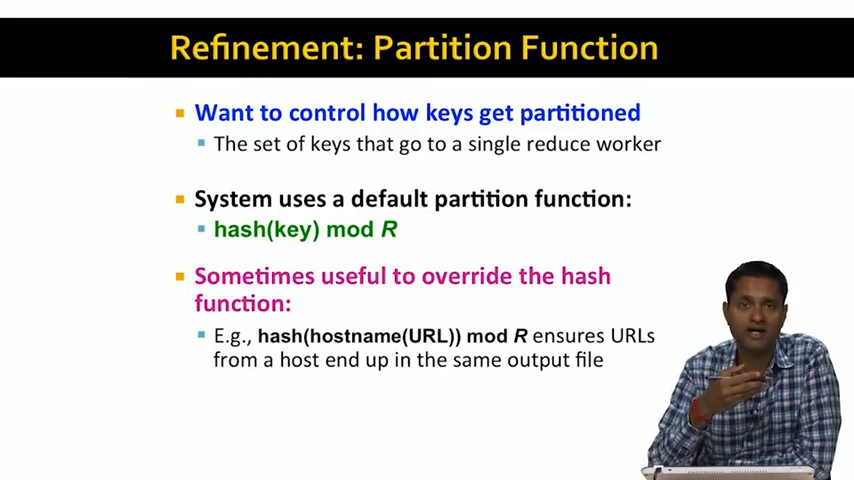 Refinement: Partition Function
Want to control how keys get partitioned
The set of keys that go to a single reduce worker
System uses a default partition function:
hash(key) mod R
Sometimes useful to override the hash
function:
E.g., hash(hostname(URL)) mod R ensures URLs
from a host end up in the same output file